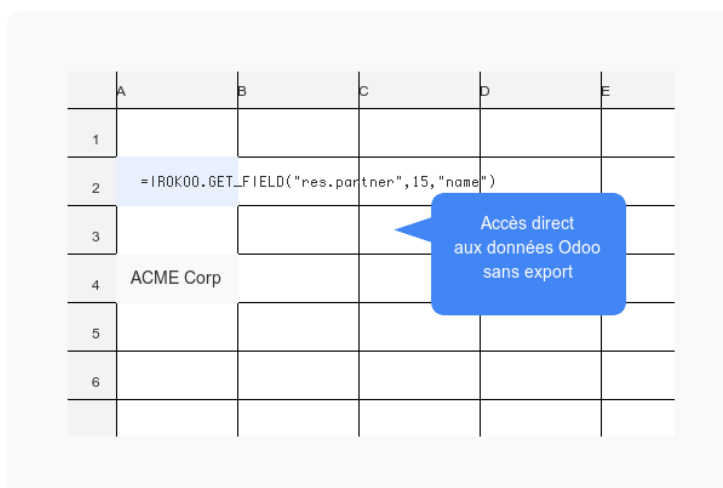 A B C D E
1
2 =IROKOO.GET_FIELD("res.partner",15,"name")
Accès direct
aux données Odoo
sans export
3
4 ACME Corp
5
6